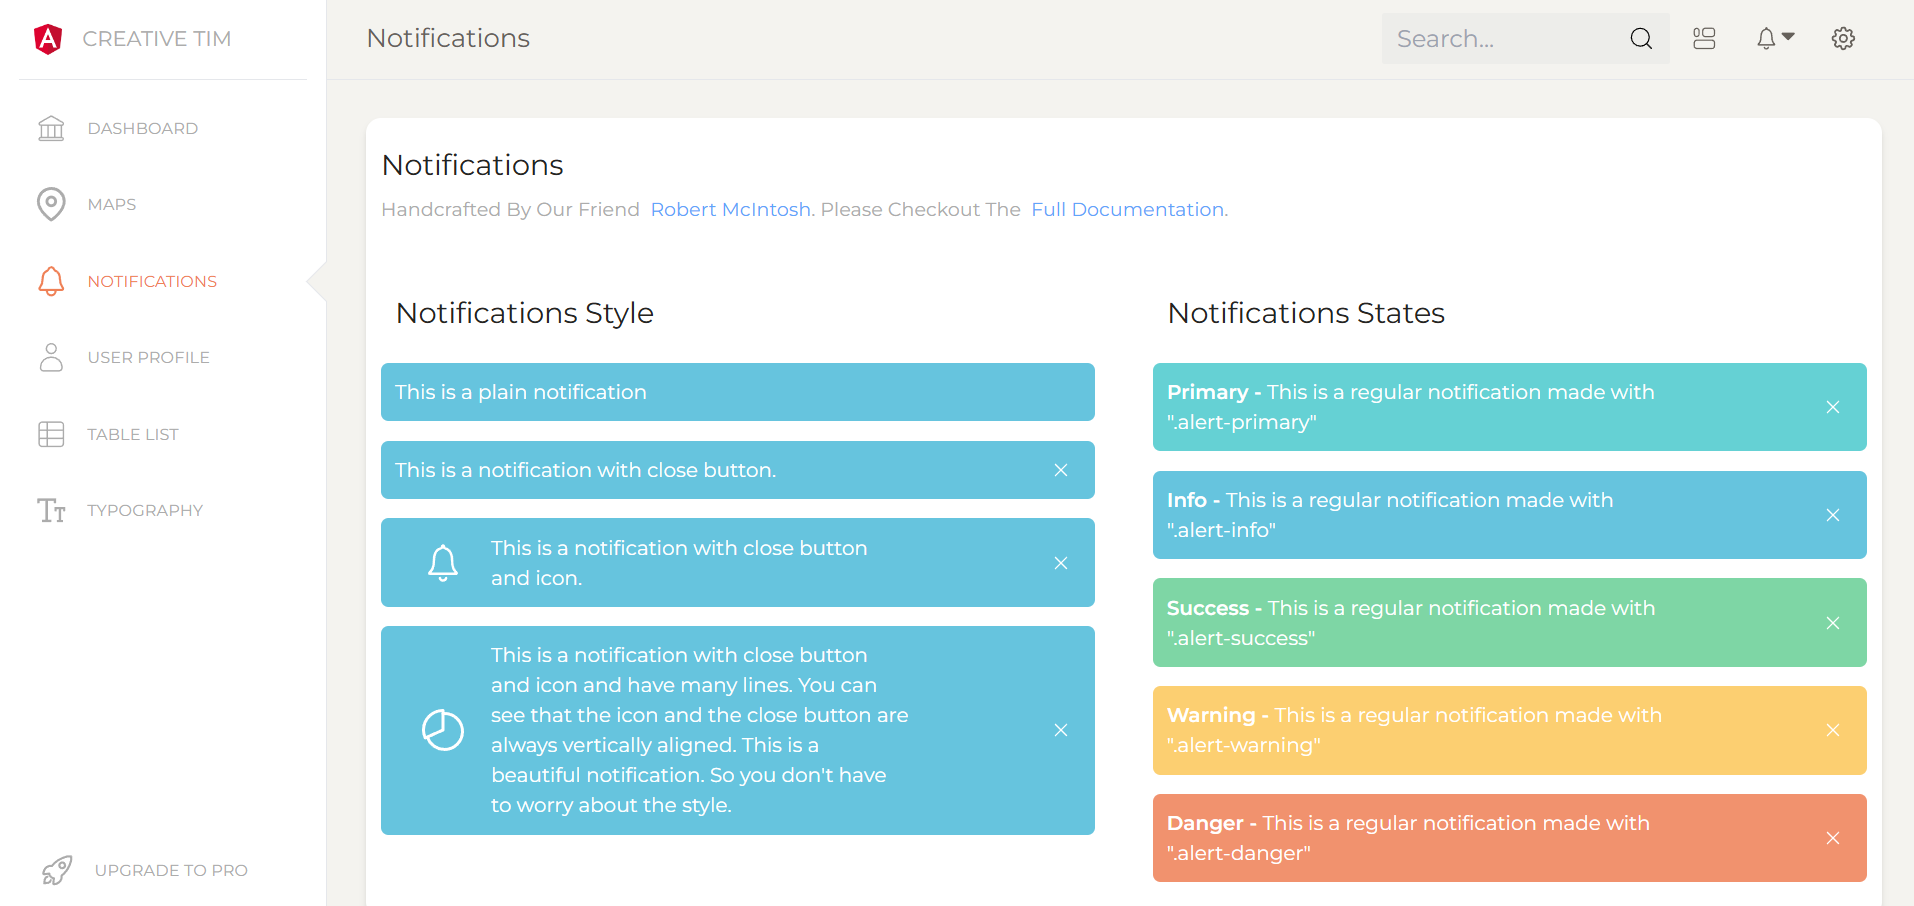 CREATIVE TIM
Notifications
Search...
DASHBOARD
MAPS
NOTIFICATIONS
USER PROFILE
TABLE LIST
TYPOGRAPHY
UPGRADE TO PRO
Notifications
Handcrafted By Our Friend Robert McIntosh. Please Checkout The Full Documentation.
Notifications Style
This is a plain notification
This is a notification with close button.
This is a notification with close button
and icon.
This is a notification with close button
and icon and have many lines. You can
see that the icon and the close button are
always vertically aligned. This is a
beautiful notification. So you don't have
to worry about the style.
Notifications States
Primary - This is a regular notification made with
".alert-primary"
Info - This is a regular notification made with
".alert-info"
Success - This is a regular notification made with
".alert-success"
Warning - This is a regular notification made with
".alert-warning"
Danger - This is a regular notification made with
".alert-danger"